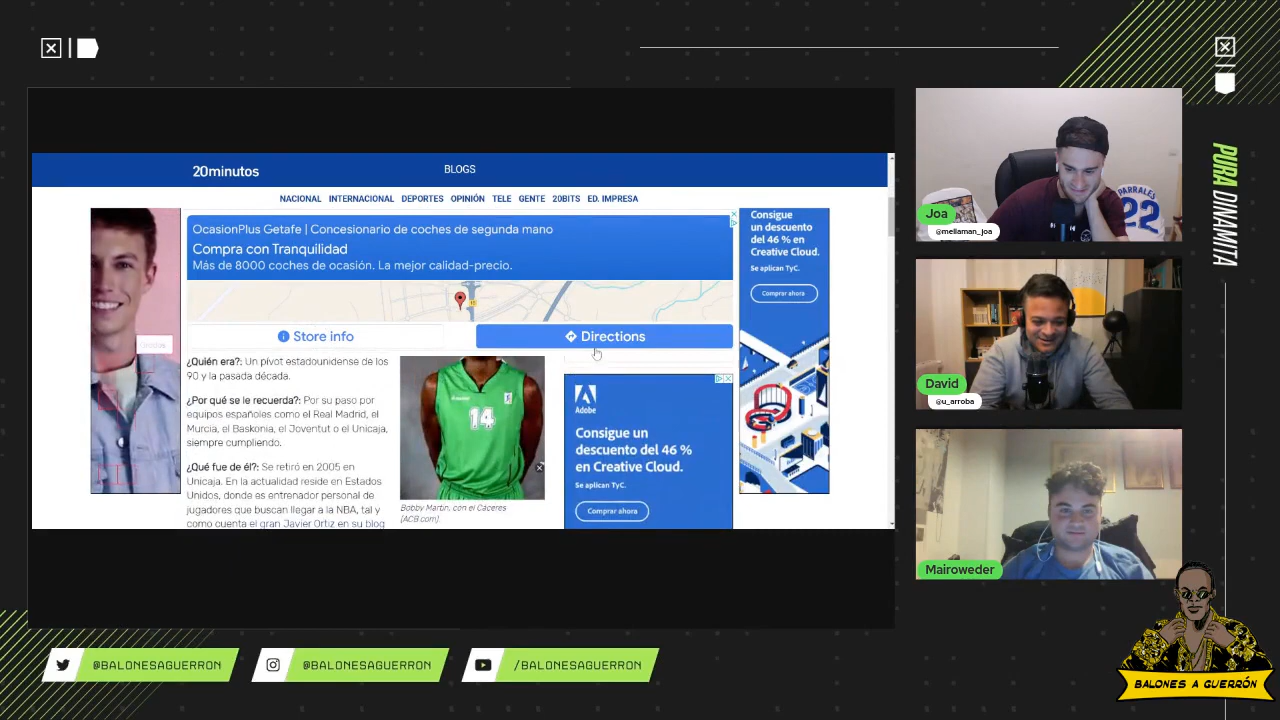 20minutos
BLOGS
NACIONAL INTERNACIONAL DEPORTES OPINIÓN TELE GENTE 20BITS ED. IMPRESA
OcasionPlus Getafe | Concesionario de coches de segunda mano
Compra con Tranquilidad
Más de 8000 coches de ocasión. La mejor calidad-precio.
Store info
Directions
¿Quién era?: Un pívot estadounidense de los
90 y la pasada década.
¿Por qué se le recuerda?: Por su paso por
equipos españoles como el Real Madrid, el
Murcia, el Baskonia, el Joventut o el Unicaja,
siempre cumpliendo.
¿Qué fue de él?: Se retiró en 2005 en
Unicaja. En la actualidad reside en Estados
Unidos, donde es entrenador personal de
jugadores que buscan llegar a la NBA, tal y
como cuenta el gran Javier Ortiz en su blog
14
Bobby Martin, con el Cáceres
(ACB.com).
Adobe
Consigue un
descuento del 46 %
en Creative Cloud.
Se aplican TyC.
Comprar ahora
Consigue
un descuento
del 46 % en
Creative Cloud.
Se aplican TyC.
Comprar ahora
PARRALES
22
Joa
@mellaman_joa
David
@u_arroba
Mairoweder
PURA DINAMITA
@BALONESAGUERRON
@BALONESAGUERRON
/BALONESAGUERRON
BALONES A GUERRÓN